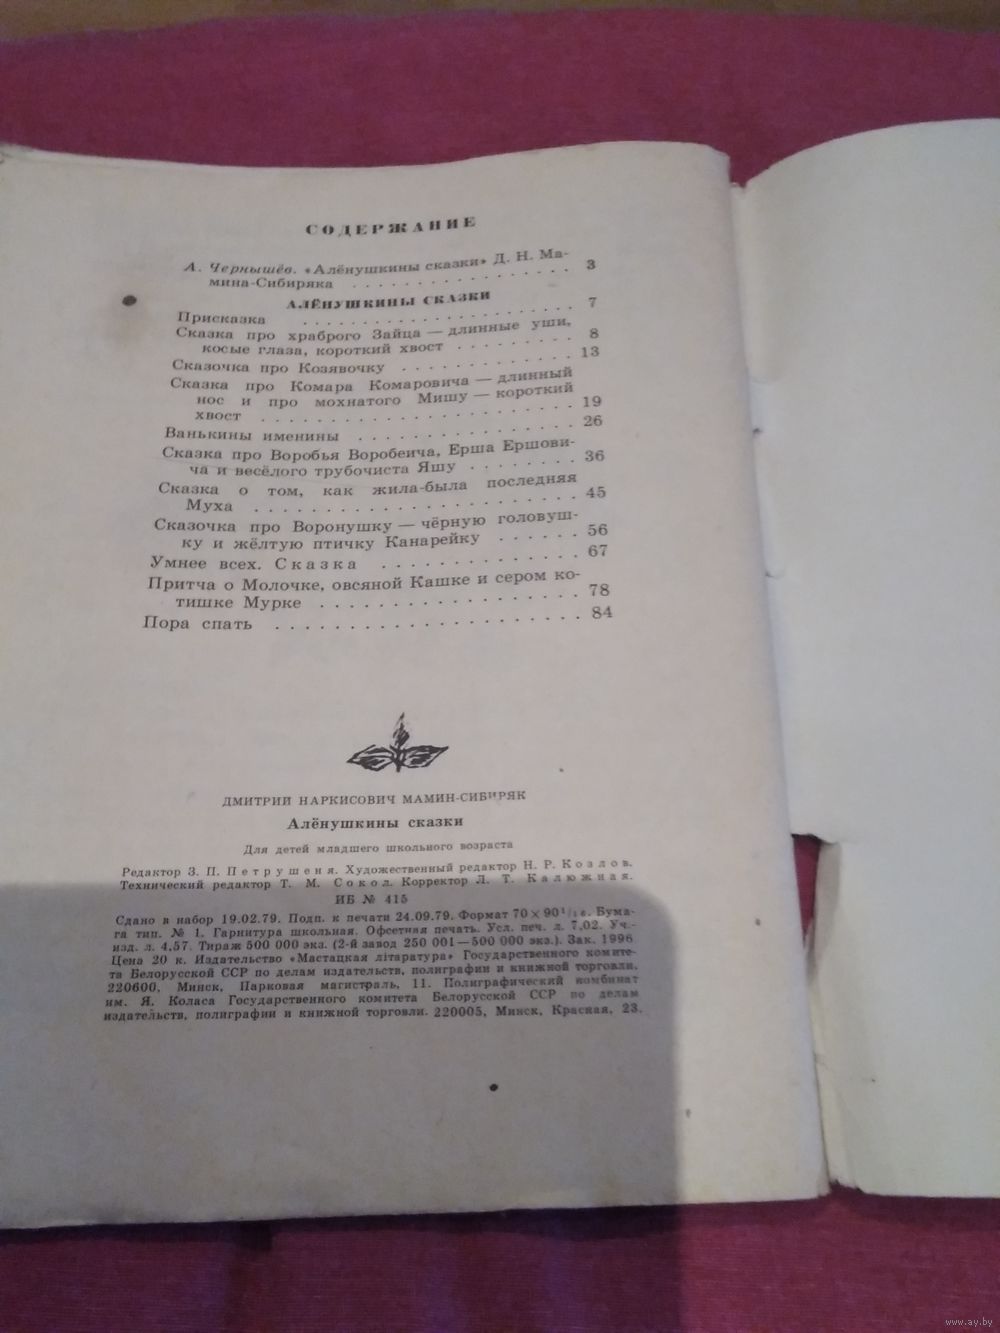 СОДЕРЖАНИЕ
А. Чернышёв. «Алёнушкины сказки» Д. Н. Ма-
мина-Сибиряка . . . . . . . . . . . . . . 3
АЛЁНУШКИНЫ СКАЗКИ
Присказка . . . . . . . . . . . . . . . . . 7
Сказка про храброго Зайца — длинные уши,
косые глаза, короткий хвост . . . . . . . . 8
Сказочка про Козявочку . . . . . . . . . . . 13
Сказка про Комара Комаровича — длинный
нос и про мохнатого Мишу — короткий
хвост . . . . . . . . . . . . . . . . . . 19
Ванькины именины . . . . . . . . . . . . . 26
Сказка про Воробья Воробеича, Ерша Ершови-
ча и весёлого трубочиста Яшу . . . . . . . 36
Сказка о том, как жила-была последняя
Муха . . . . . . . . . . . . . . . . . . 45
Сказочка про Воронушку — чёрную головуш-
ку и жёлтую птичку Канарейку . . . . . . 56
Умнее всех. Сказка . . . . . . . . . . . . 67
Притча о Молочке, овсяной Кашке и сером ко-
тишке Мурке . . . . . . . . . . . . . . . 78
Пора спать . . . . . . . . . . . . . . . . . 84
ДМИТРИЙ НАРКИСОВИЧ МАМИН-СИБИРЯК
Алёнушкины сказки
Для детей младшего школьного возраста
Редактор З. П. Петрушеня. Художественный редактор Н. Р. Козлов.
Технический редактор Т. М. Сокол. Корректор Л. Т. Калюжная.
ИБ № 415
Сдано в набор 19.02.79. Подп. к печати 24.09.79. Формат 70×90¹/₁₆. Бума-
га тип. № 1. Гарнитура школьная. Офсетная печать. Усл. печ. л. 7,02. Уч.-
изд. л. 4,57. Тираж 500 000 экз. (2-й завод 250 001—500 000 экз.). Зак. 1996.
Цена 20 к. Издательство «Мастацкая літаратура» Государственного комите-
та Белорусской ССР по делам издательств, полиграфии и книжной торговли.
220600, Минск, Парковая магистраль, 11. Полиграфический комбинат
им. Я. Коласа Государственного комитета Белорусской ССР по делам
издательств, полиграфии и книжной торговли. 220005, Минск, Красная, 23.
www.ay.by